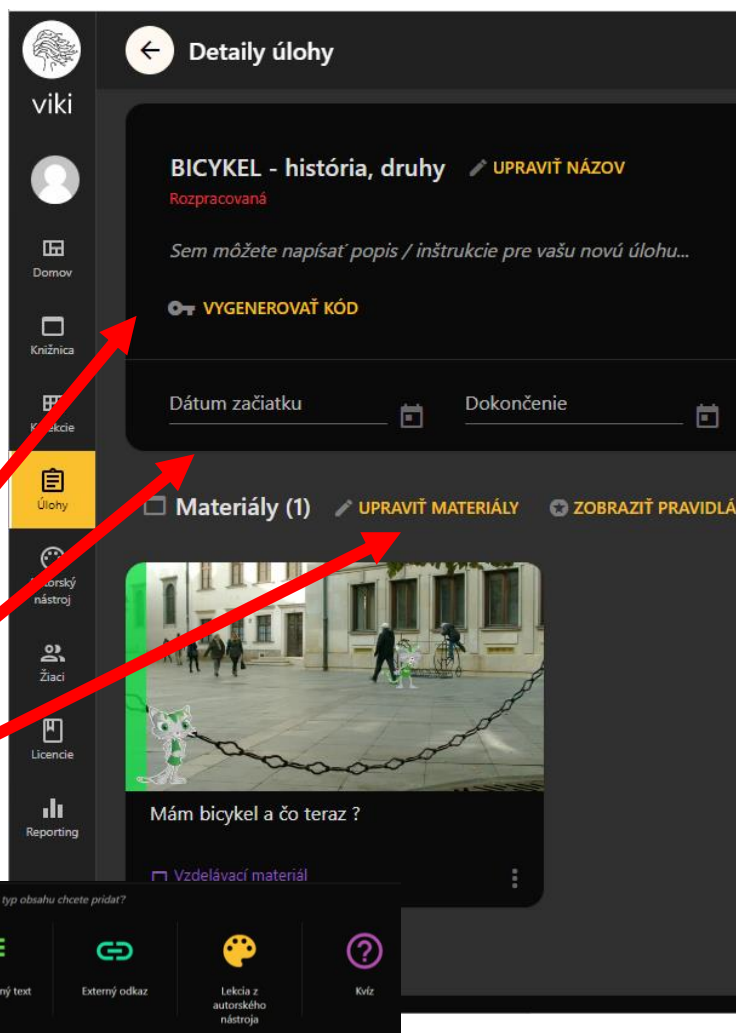 viki
Detaily úlohy
BICYKEL - história, druhy
UPRAVIŤ NÁZOV
Rozpracovaná
Sem môžete napísať popis / inštrukcie pre vašu novú úlohu...
VYGENEROVAŤ KÓD
Dátum začiatku
Dokončenie
Domov
Knižnica
Úlohy
nástroj
Žiaci
Licencie
Reporting
Materiály (1)
UPRAVIŤ MATERIÁLY
ZOBRAZIŤ PRAVIDLÁ
Mám bicykel a čo teraz ?
Vzdelávací materiál
typ obsahu chcete pridať?
text
Externý odkaz
Lekcia z
autorského
nástroja
Kvíz